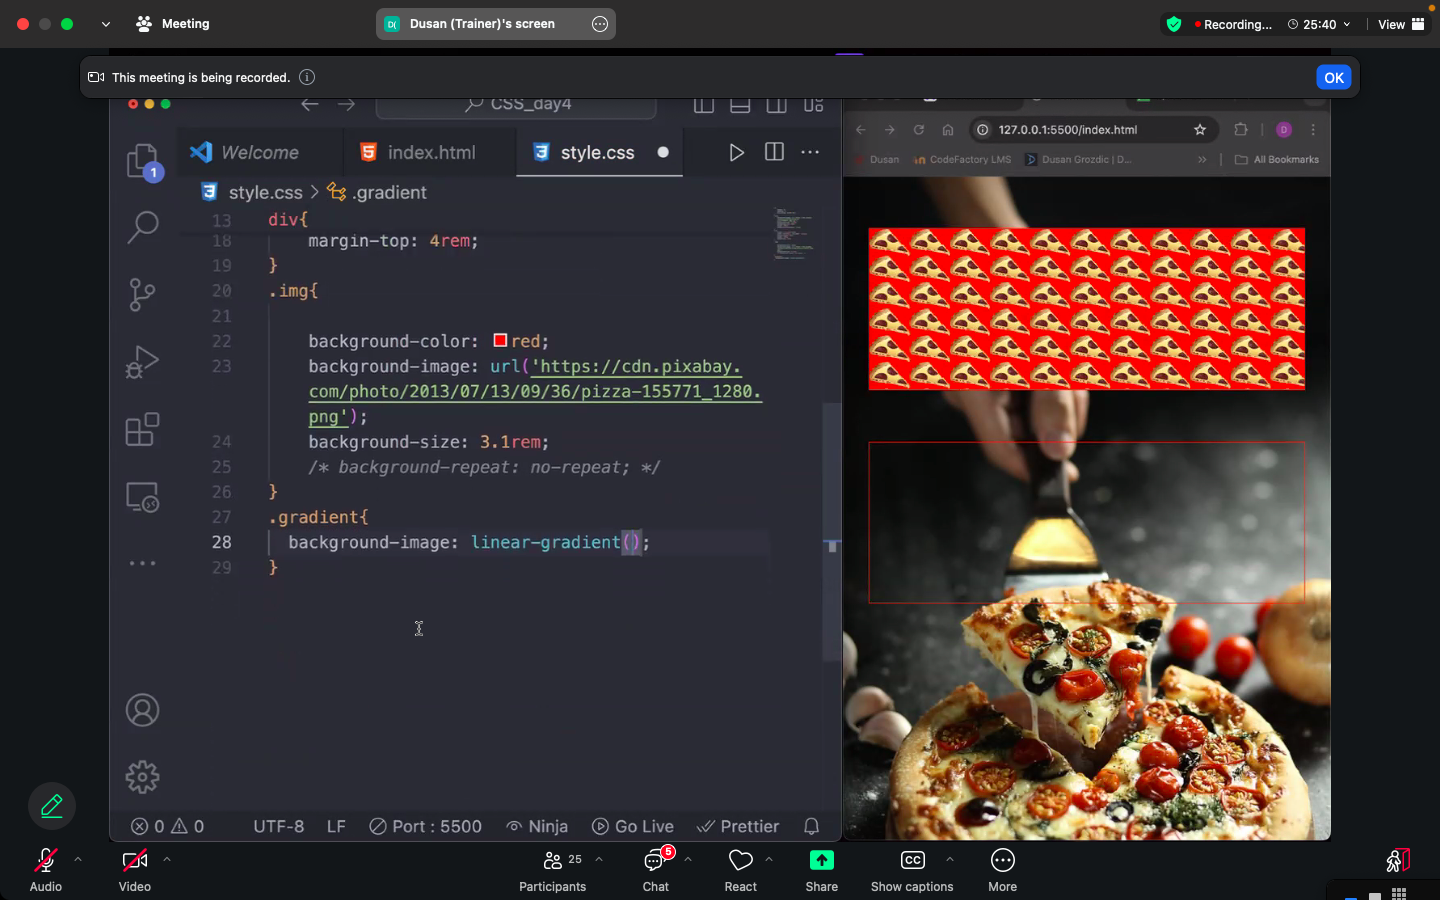 Meeting
D( Dusan (Trainer)'s screen
Recording...
25:40
View
This meeting is being recorded.
OK
CSS_day4
1
Welcome
index.html
style.css
style.css > .gradient
13 div{
18 margin-top: 4rem;
19 }
20 .img{
21
22 background-color: red;
23 background-image: url('https://cdn.pixabay.
com/photo/2013/07/13/09/36/pizza-155771_1280.
png');
24 background-size: 3.1rem;
25 /* background-repeat: no-repeat; */
26 }
27 .gradient{
28 background-image: linear-gradient();
29 }
0 0 UTF-8 LF Port : 5500 Ninja Go Live Prettier
127.0.0.1:5500/index.html
D
Dusan
CodeFactory LMS
Dusan Grozdic | D...
All Bookmarks
Audio
Video
25
Participants
5
Chat
React
Share
CC
Show captions
More